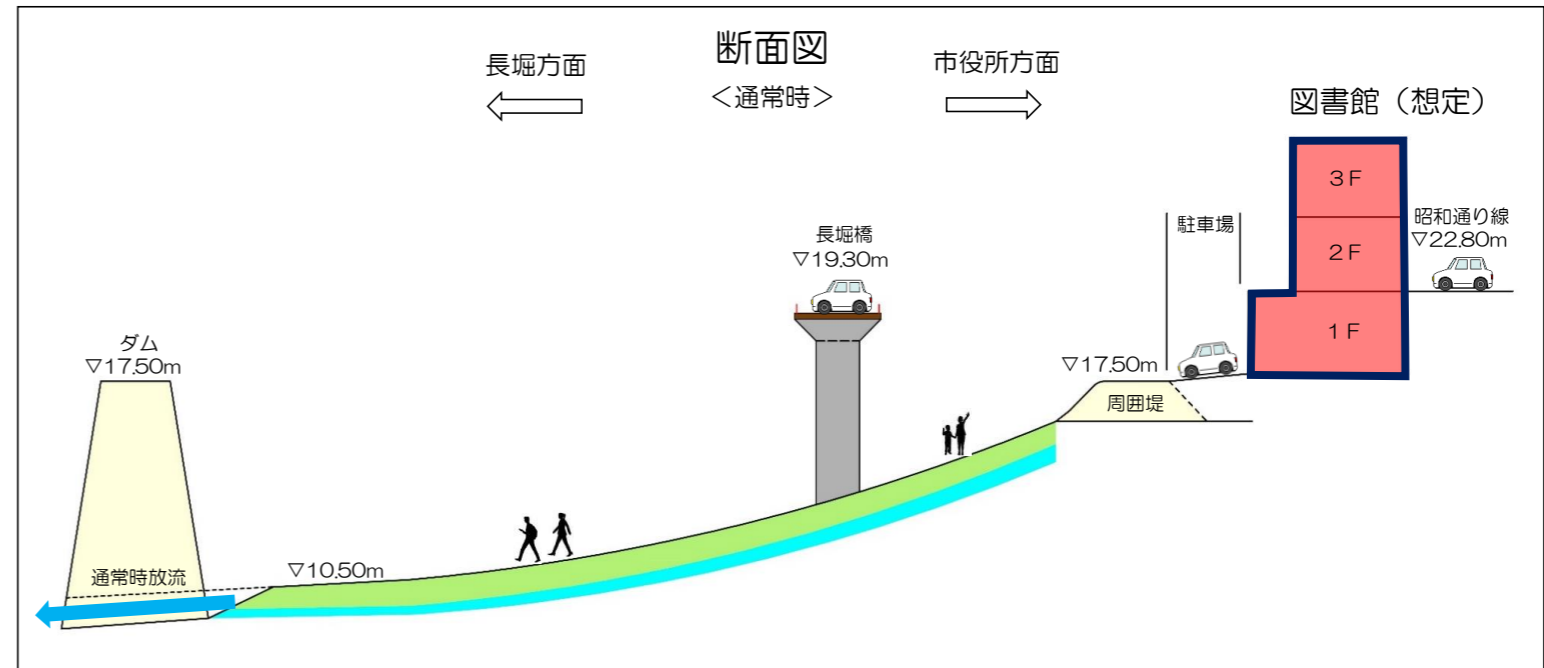 断面図
<通常時>
長堀方面
市役所方面
図書館（想定）
3F
2F
1F
昭和通り線
▽22.80m
駐車場
長堀橋
▽19.30m
ダム
▽17.50m
▽17.50m
周囲堤
▽10.50m
通常時放流